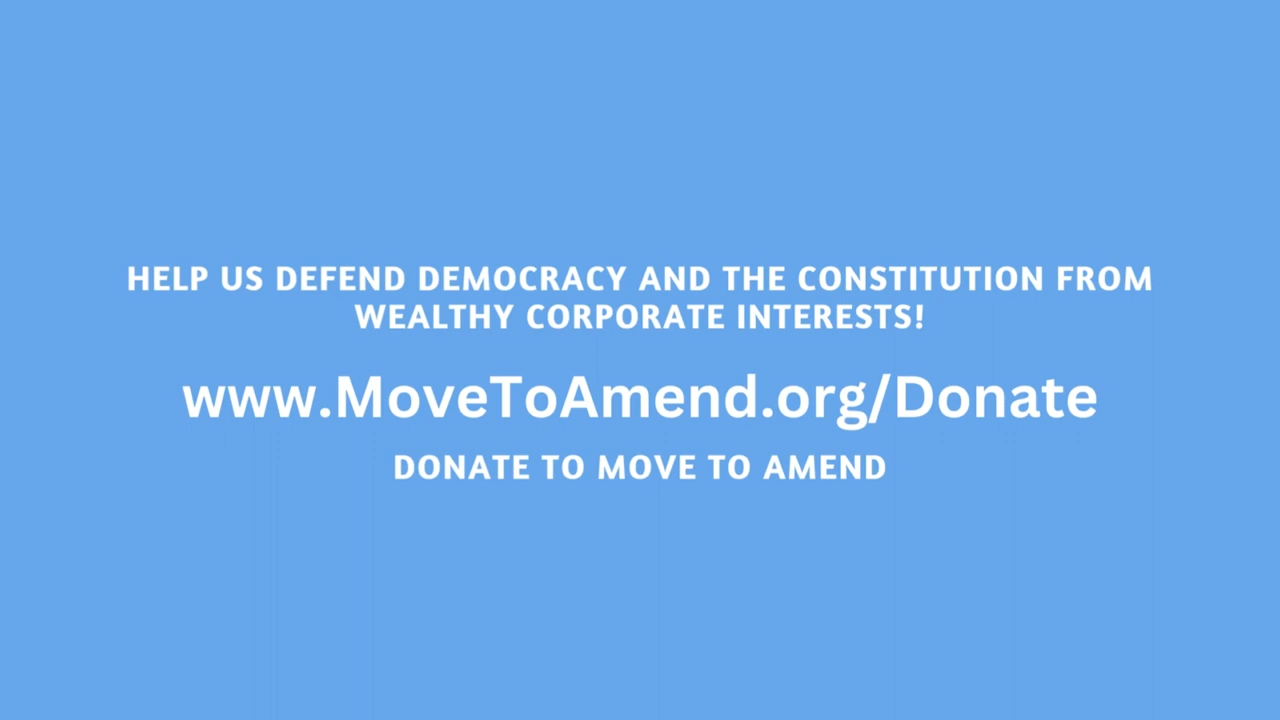 HELP US DEFEND DEMOCRACY AND THE CONSTITUTION FROM
WEALTHY CORPORATE INTERESTS!
www.MoveToAmend.org/Donate
DONATE TO MOVE TO AMEND